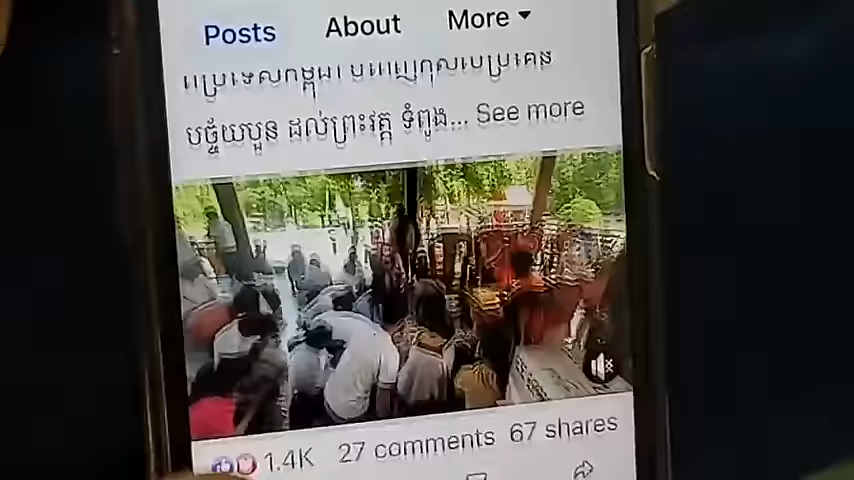 Posts About More
បច្ច័យបួន ដល់ព្រះវត្ត ទំពូង... See more
1.4K 27 comments 67 shares